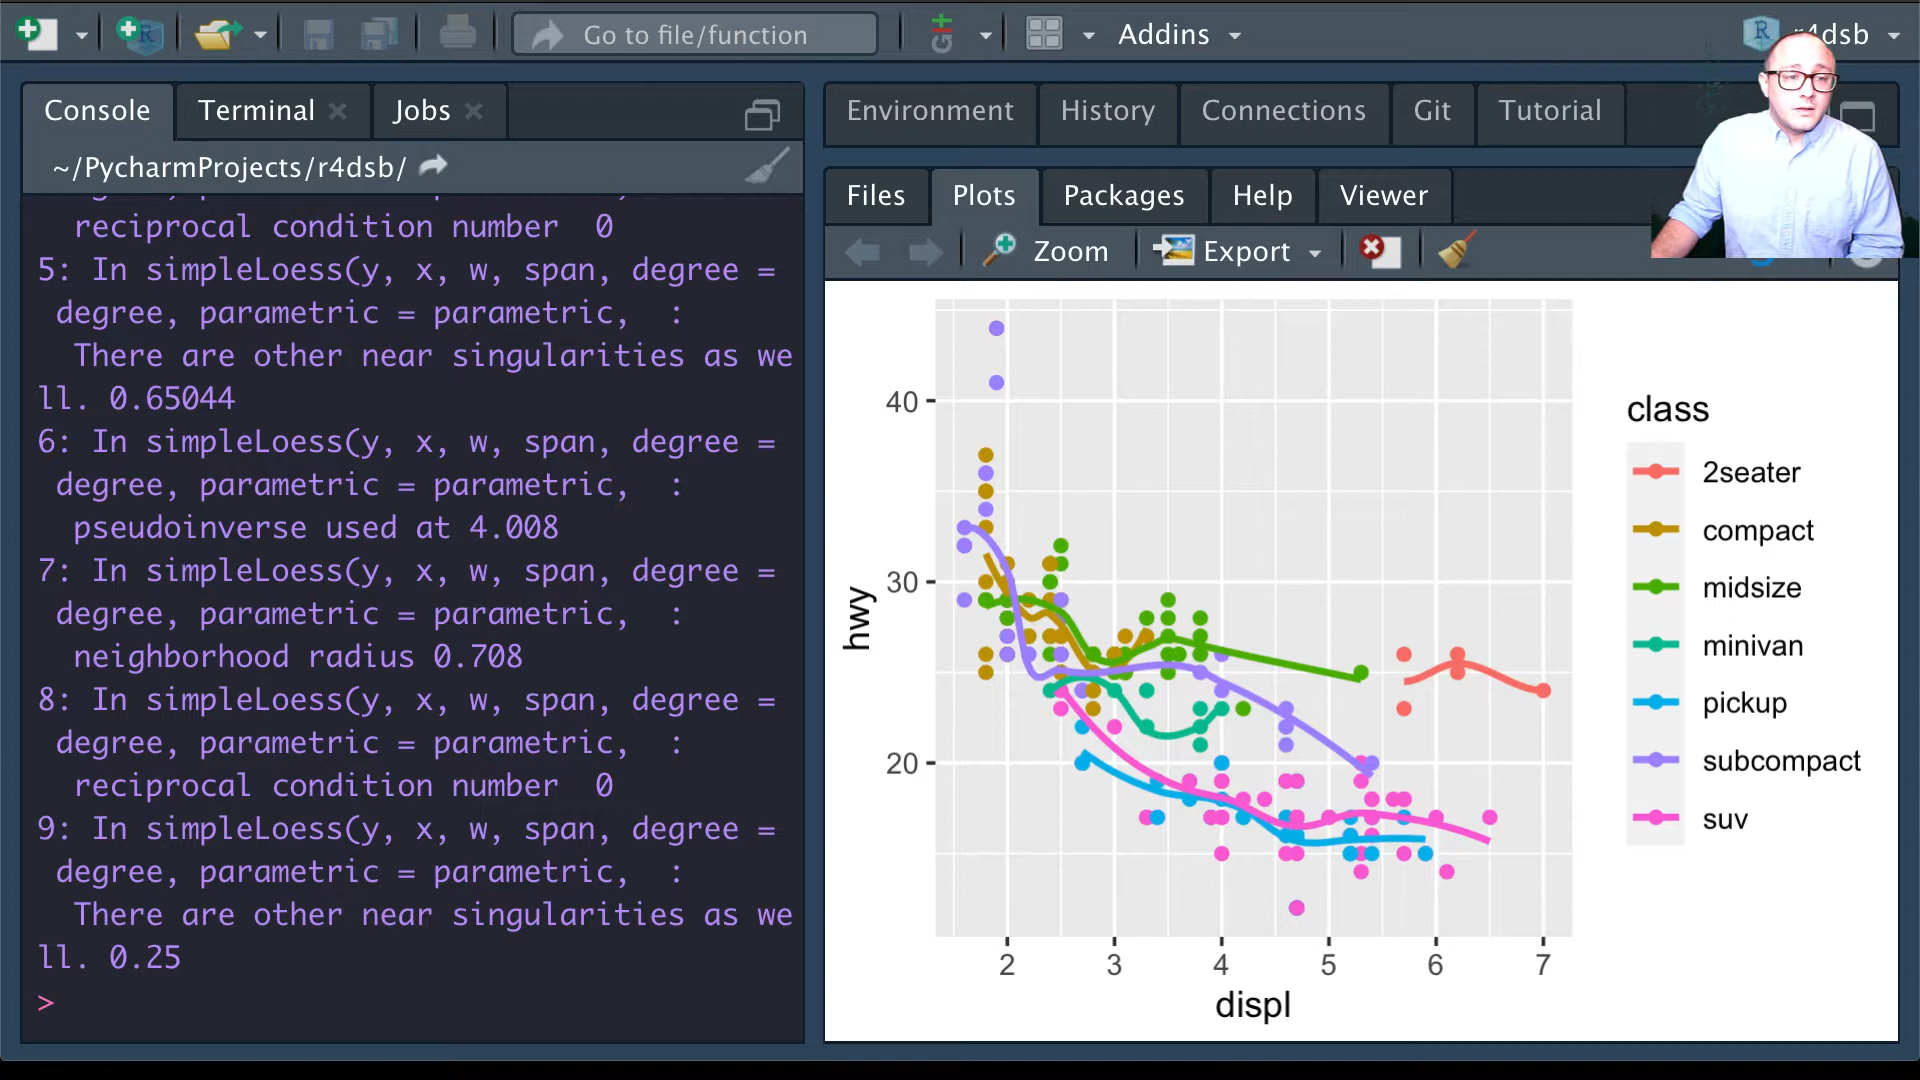 Go to file/function
Git
Addins
r4dsb
Console
Terminal
Jobs
~/PycharmProjects/r4dsb/
reciprocal condition number  0
5: In simpleLoess(y, x, w, span, degree =
degree, parametric = parametric,  :
There are other near singularities as we
ll. 0.65044
6: In simpleLoess(y, x, w, span, degree =
degree, parametric = parametric,  :
pseudoinverse used at 4.008
7: In simpleLoess(y, x, w, span, degree =
degree, parametric = parametric,  :
neighborhood radius 0.708
8: In simpleLoess(y, x, w, span, degree =
degree, parametric = parametric,  :
reciprocal condition number  0
9: In simpleLoess(y, x, w, span, degree =
degree, parametric = parametric,  :
There are other near singularities as we
ll. 0.25
>
Environment
History
Connections
Git
Tutorial
Files
Plots
Packages
Help
Viewer
Zoom
Export
40
30
20
hwy
2
3
4
5
6
7
displ
class
2seater
compact
midsize
minivan
pickup
subcompact
suv